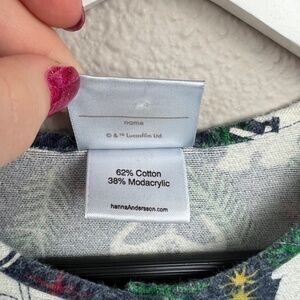 name
© & ™ Lucasfilm Ltd.
62% Cotton
38% Modacrylic
hannaAndersson.com